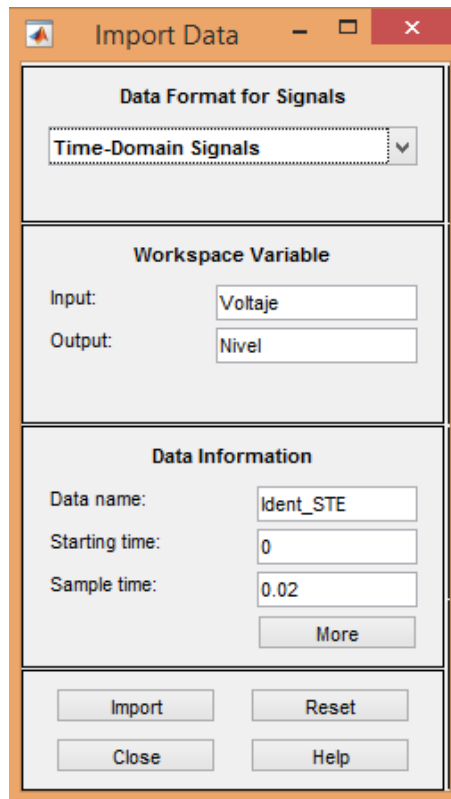 Import Data
Data Format for Signals
Time-Domain Signals
Workspace Variable
Input: Voltaje
Output: Nivel
Data Information
Data name: Ident_STE
Starting time: 0
Sample time: 0.02
More
Import Reset
Close Help